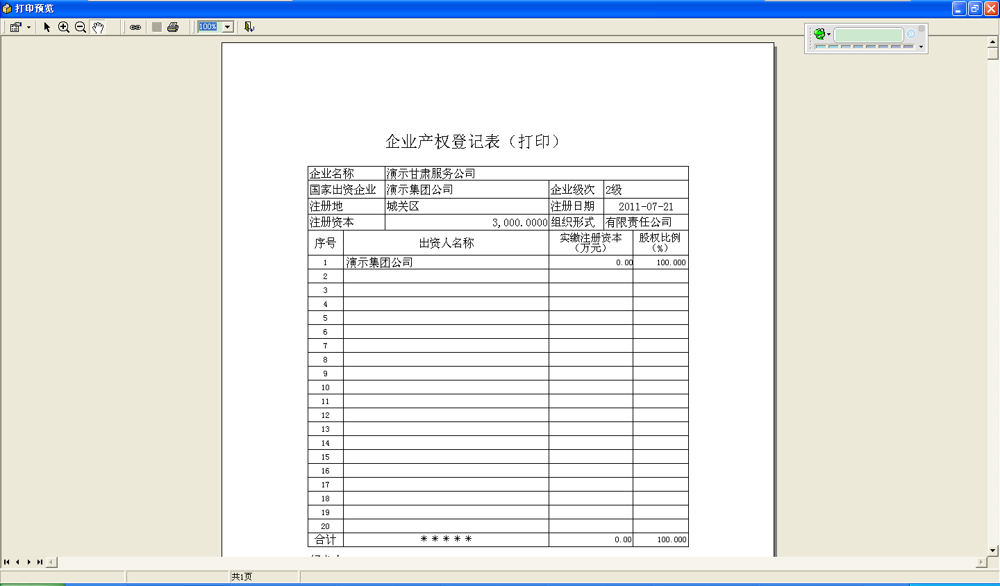 打印预览
100%
企业产权登记表（打印）
企业名称 演示甘肃服务公司
国家出资企业 演示集团公司 企业级次 2级
注册地 城关区 注册日期 2011-07-21
注册资本 3,000.0000 组织形式 有限责任公司
序号 出资人名称 实缴注册资本（万元） 股权比例（%）
1 演示集团公司 0.00 100.000
2
3
4
5
6
7
8
9
10
11
12
13
14
15
16
17
18
19
20
合计 ＊＊＊＊＊ 0.00 100.000
共1页